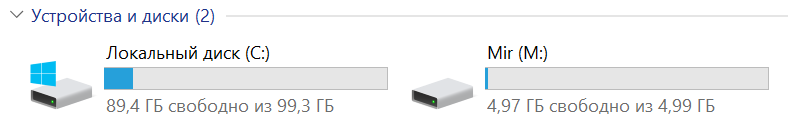 Устройства и диски (2)
Локальный диск (C:)
89,4 ГБ свободно из 99,3 ГБ
Mir (M:)
4,97 ГБ свободно из 4,99 ГБ